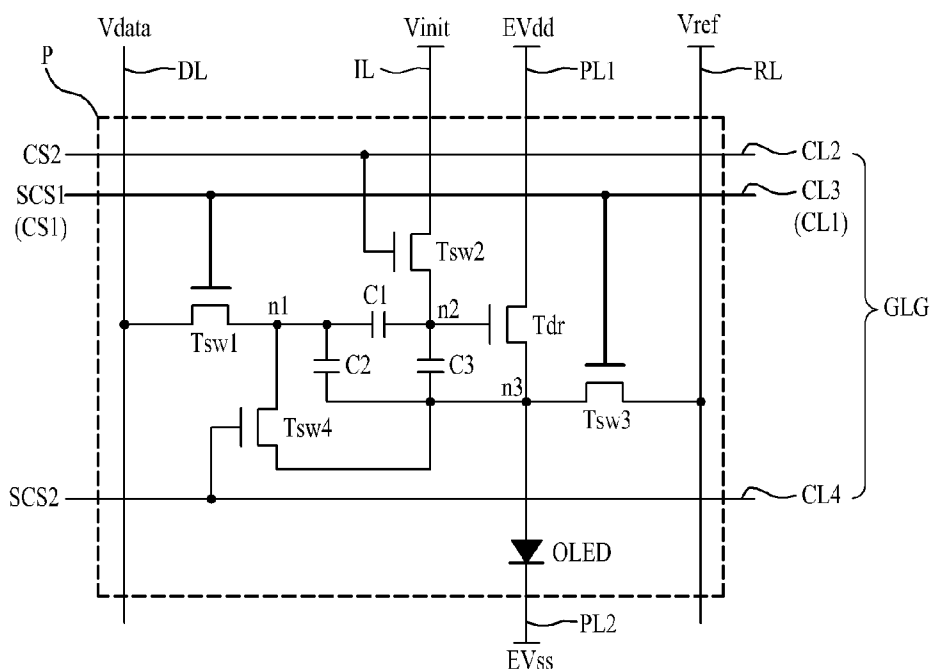 Vdata Vinit EVdd Vref
P DL IL PL1 RL
CS2 CL2
SCS1 CL3
(CS1) (CL1)
Tsw2
GLG
n1 C1 n2 Tdr
Tsw1 C2 C3 n3 Tsw3
Tsw4
SCS2 CL4
OLED
PL2
EVss